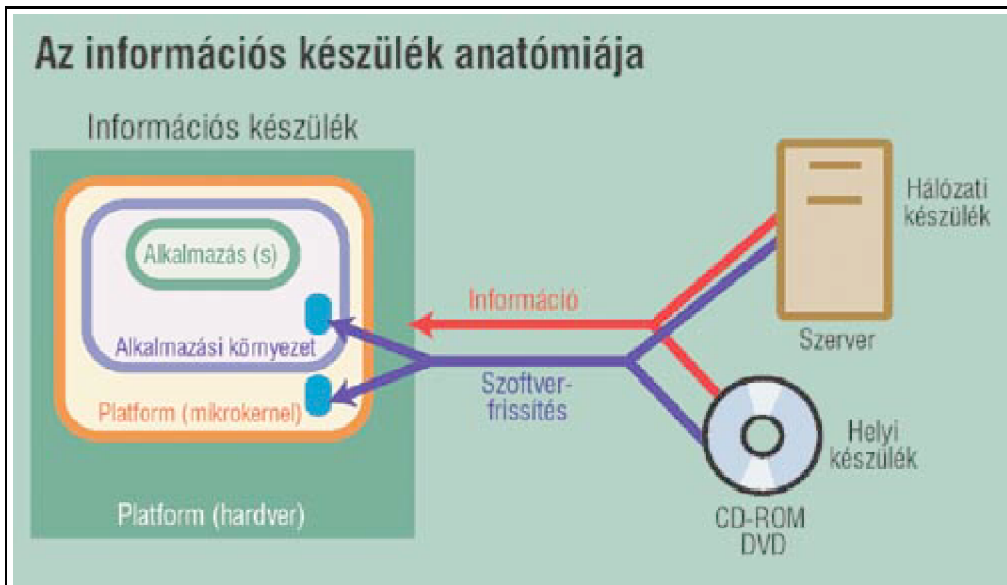 Az információs készülék anatómiája
Információs készülék
Alkalmazás (s)
Alkalmazási környezet
Platform (mikrokernel)
Platform (hardver)
Információ
Szoftver-
frissítés
Hálózati
készülék
Szerver
Helyi
készülék
CD-ROM
DVD